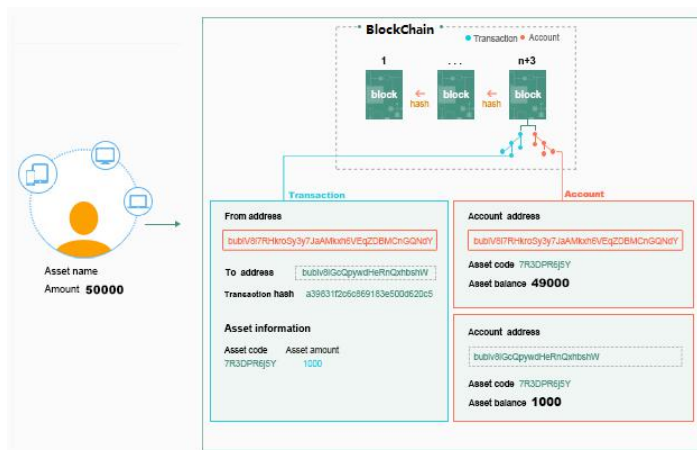 BlockChain
Transaction Account
1 ... n+3
block block block
hash hash
Transaction
Account
From address
To address bubiV8iGcQpywdHeRnQxhbshW
Transaction hash
Asset information
Asset code Asset amount
7R3DPR6j5Y 1000
Account address
Asset code 7R3DPR6j5Y
Asset balance 49000
Account address
bubiV8iGcQpywdHeRnQxhbshW
Asset code 7R3DPR6j5Y
Asset balance 1000
Asset name
Amount 50000